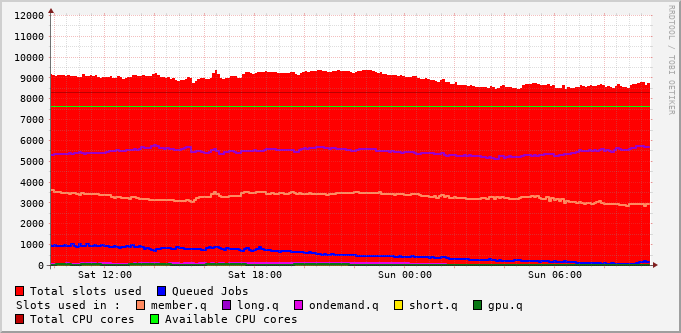 12000
11000
10000
9000
8000
7000
6000
5000
4000
3000
2000
1000
0
Sat 12:00 Sat 18:00 Sun 00:00 Sun 06:00
Total slots used Queued Jobs
Slots used in : member.q long.q ondemand.q short.q gpu.q
Total CPU cores Available CPU cores
RRDTOOL / TOBI OETIKER